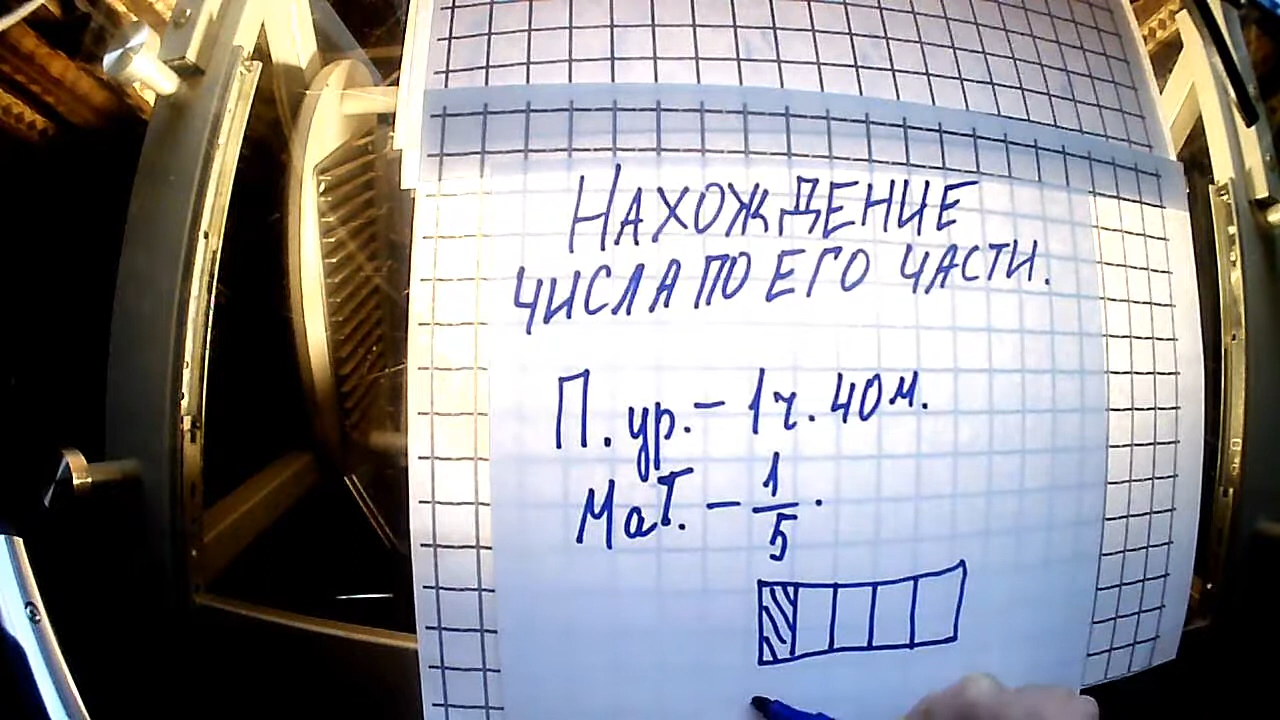 НАХОЖДЕНИЕ
ЧИСЛА ПО ЕГО ЧАСТИ.
П. ур. – 1ч. 40м.
Мат. – 1/5.